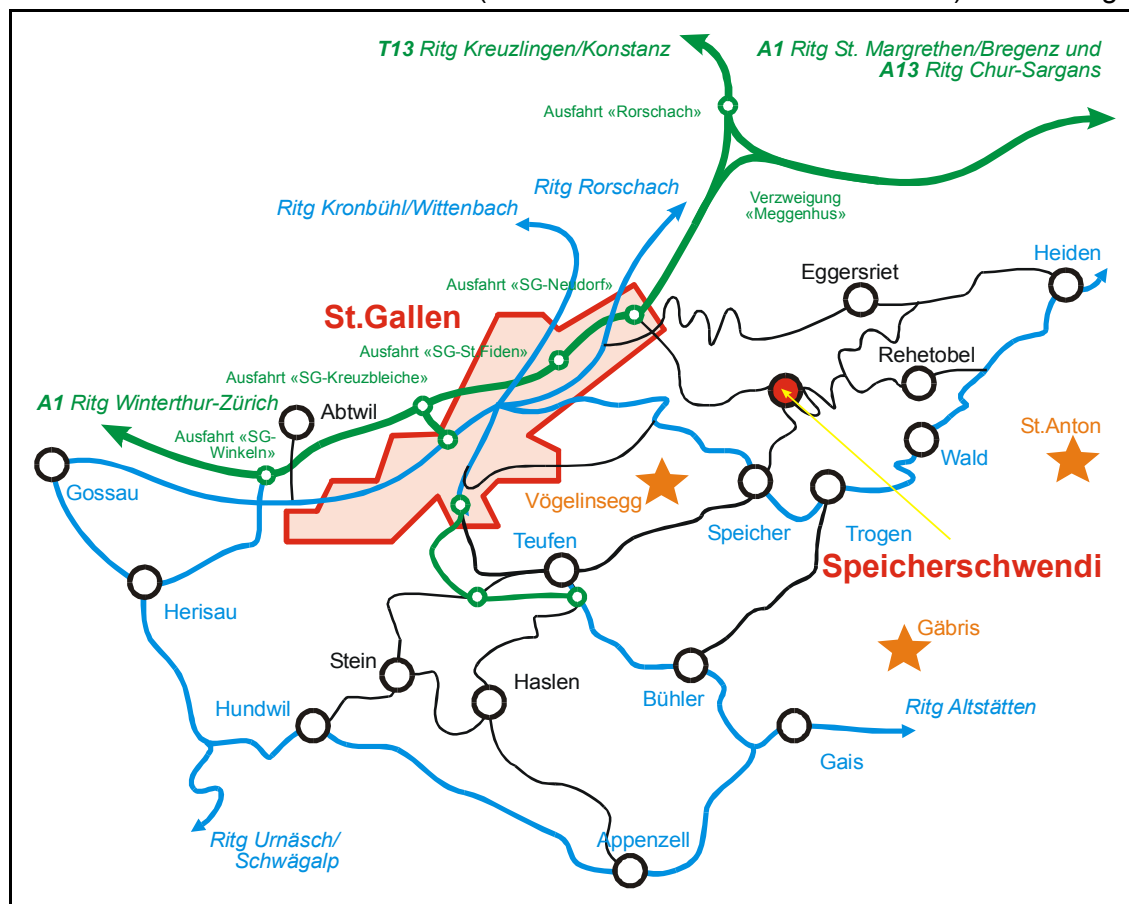 T13 Ritg Kreuzlingen/Konstanz
A1 Ritg St. Margrethen/Bregenz und
A13 Ritg Chur-Sargans
Ausfahrt «Rorschach»
Ritg Rorschach
Ritg Kronbühl/Wittenbach
Verzweigung
«Meggenhus»
Heiden
Eggersriet
Ausfahrt «SG-Neudorf»
St.Gallen
Ausfahrt «SG-St.Fiden»
Rehetobel
Ausfahrt «SG-Kreuzbleiche»
A1 Ritg Winterthur-Zürich
Abtwil
St.Anton
Ausfahrt «SG-
Winkeln»
Wald
Gossau
Vögelinsegg
Speicher
Trogen
Teufen
Speicherschwendi
Herisau
Gäbris
Stein
Haslen
Bühler
Hundwil
Ritg Altstätten
Gais
Ritg Urnäsch/
Schwägalp
Appenzell